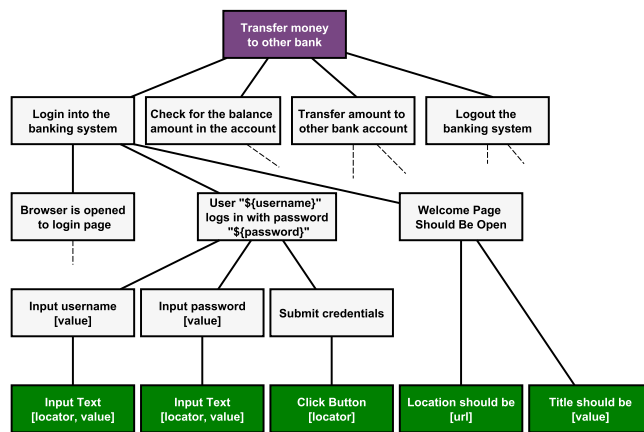 Transfer money
to other bank
Login into the
banking system
Check for the balance
amount in the account
Transfer amount to
other bank account
Logout the
banking system
Browser is opened
to login page
User "${username}"
logs in with password
"${password}"
Welcome Page
Should Be Open
Input username
[value]
Input password
[value]
Submit credentials
Input Text
[locator, value]
Input Text
[locator, value]
Click Button
[locator]
Location should be
[url]
Title should be
[value]